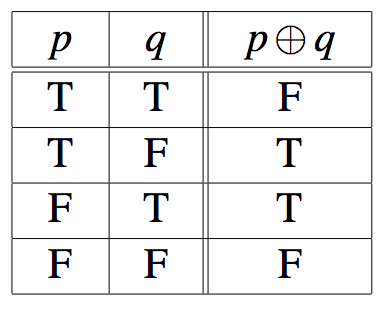 p q p ⊕ q
T T F
T F T
F T T
F F F